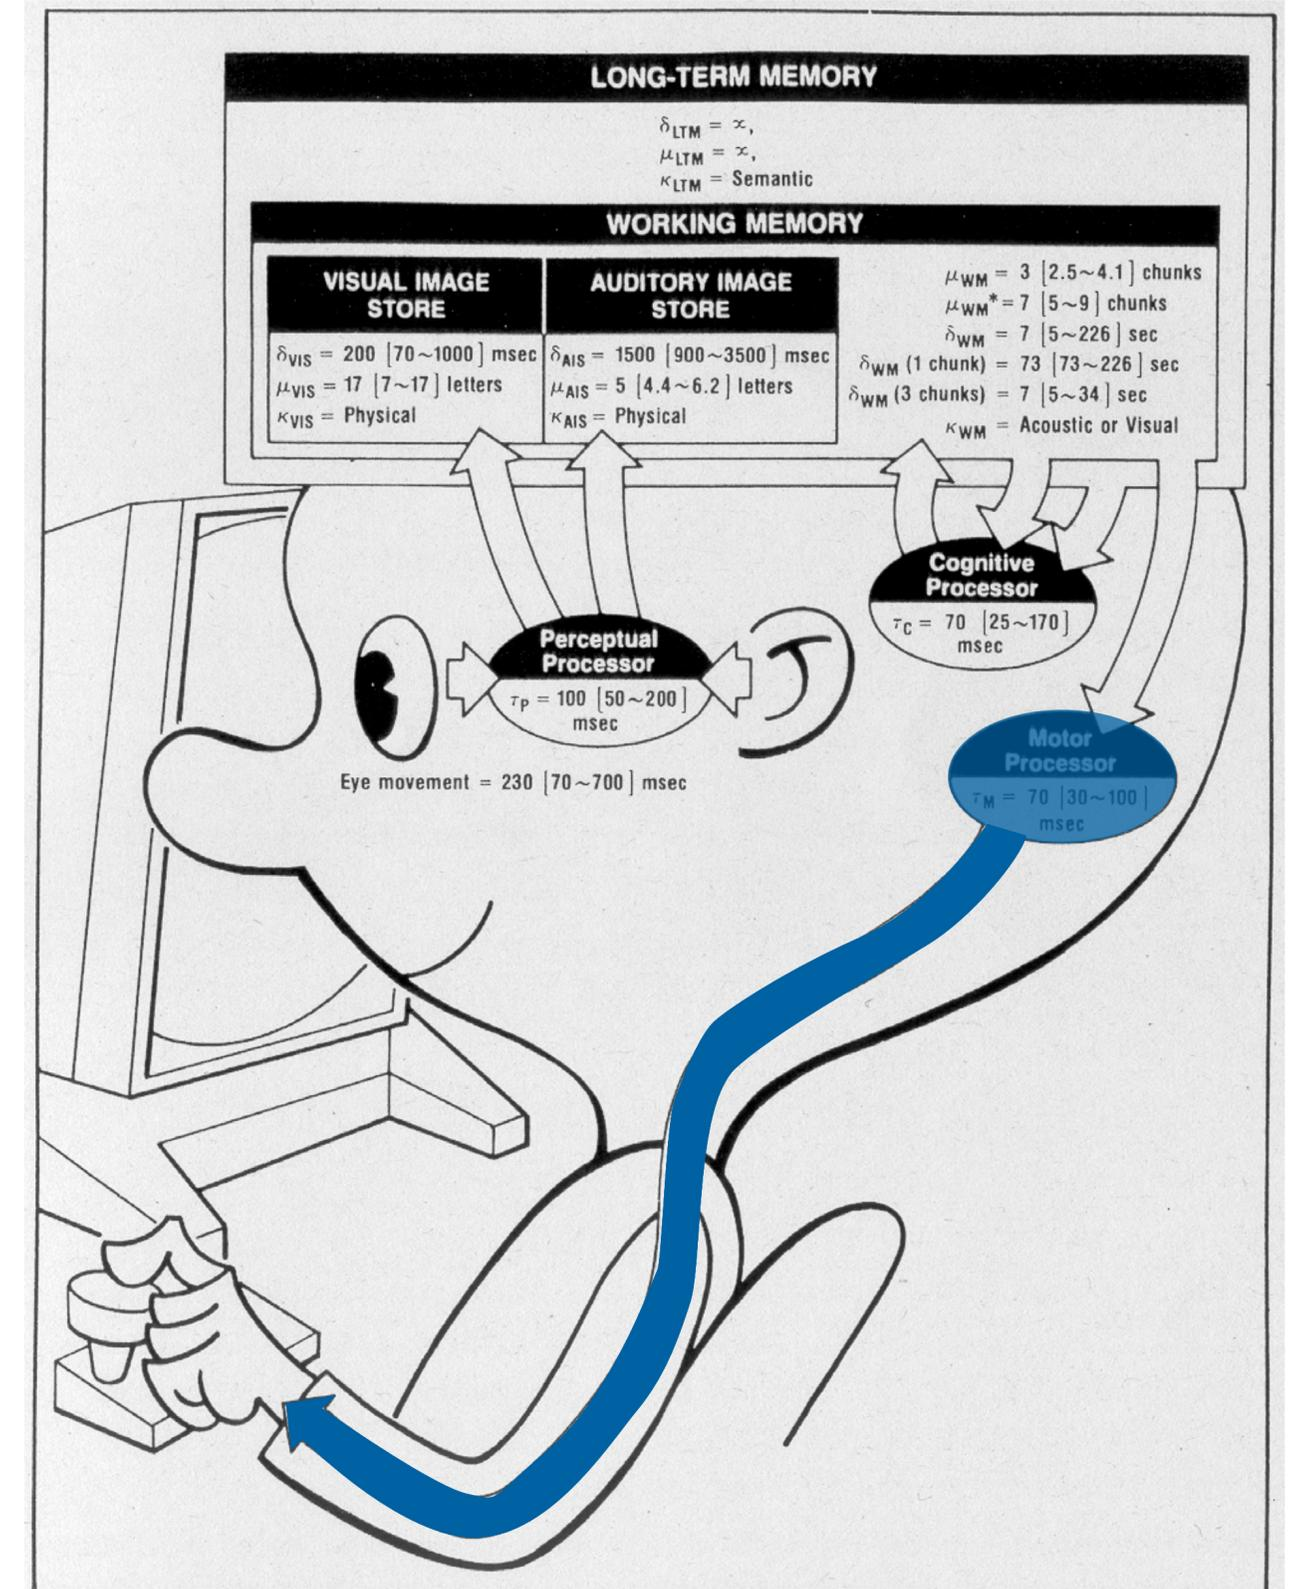 LONG-TERM MEMORY
δLTM = ∝,
μLTM = ∝,
κLTM = Semantic
WORKING MEMORY
VISUAL IMAGE
STORE
δVIS = 200 [70~1000] msec
μVIS = 17 [7~17] letters
κVIS = Physical
AUDITORY IMAGE
STORE
δAIS = 1500 [900~3500] msec
μAIS = 5 [4.4~6.2] letters
κAIS = Physical
μWM = 3 [2.5~4.1] chunks
μWM* = 7 [5~9] chunks
δWM = 7 [5~226] sec
δWM (1 chunk) = 73 [73~226] sec
δWM (3 chunks) = 7 [5~34] sec
κWM = Acoustic or Visual
Cognitive
Processor
τC = 70 [25~170]
msec
Perceptual
Processor
τP = 100 [50~200]
msec
Eye movement = 230 [70~700] msec
Motor
Processor
τM = 70 [30~100]
msec